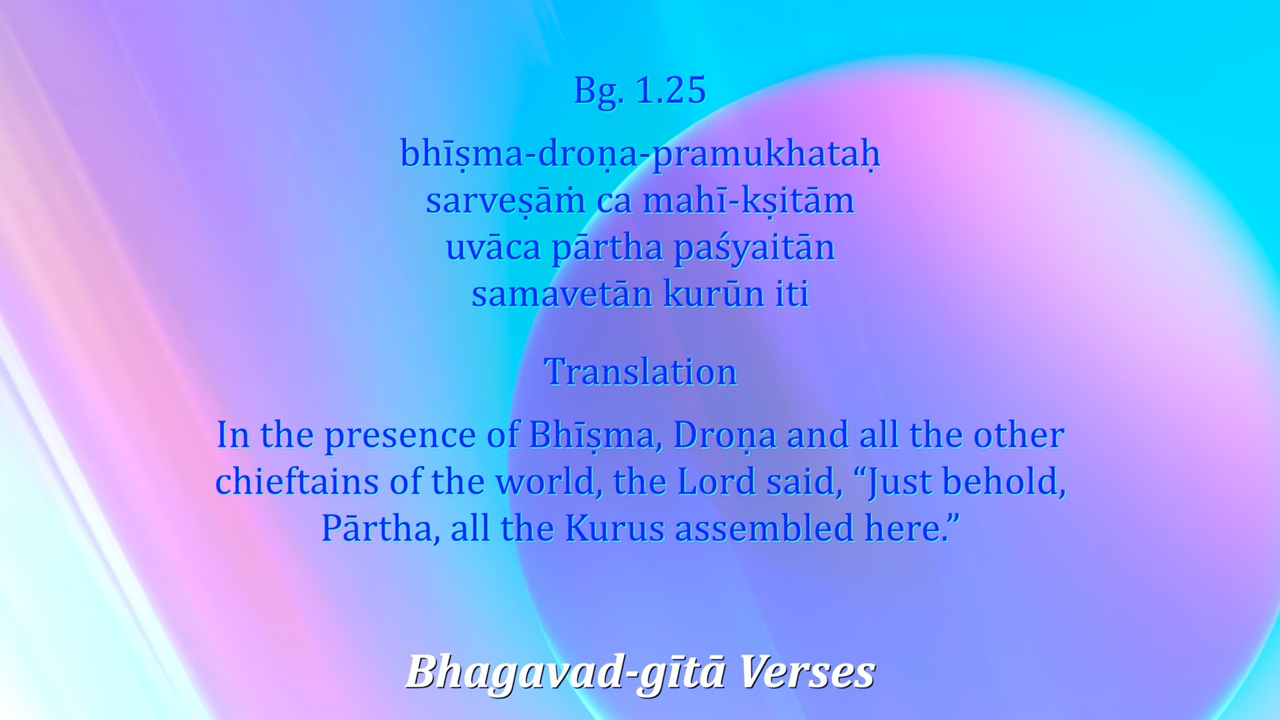 Bg. 1.25
bhīṣma-droṇa-pramukhataḥ
sarveṣāṁ ca mahī-kṣitām
uvāca pārtha paśyaitān
samavetān kurūn iti
Translation
In the presence of Bhīṣma, Droṇa and all the other
chieftains of the world, the Lord said, “Just behold,
Pārtha, all the Kurus assembled here.”
Bhagavad-gītā Verses